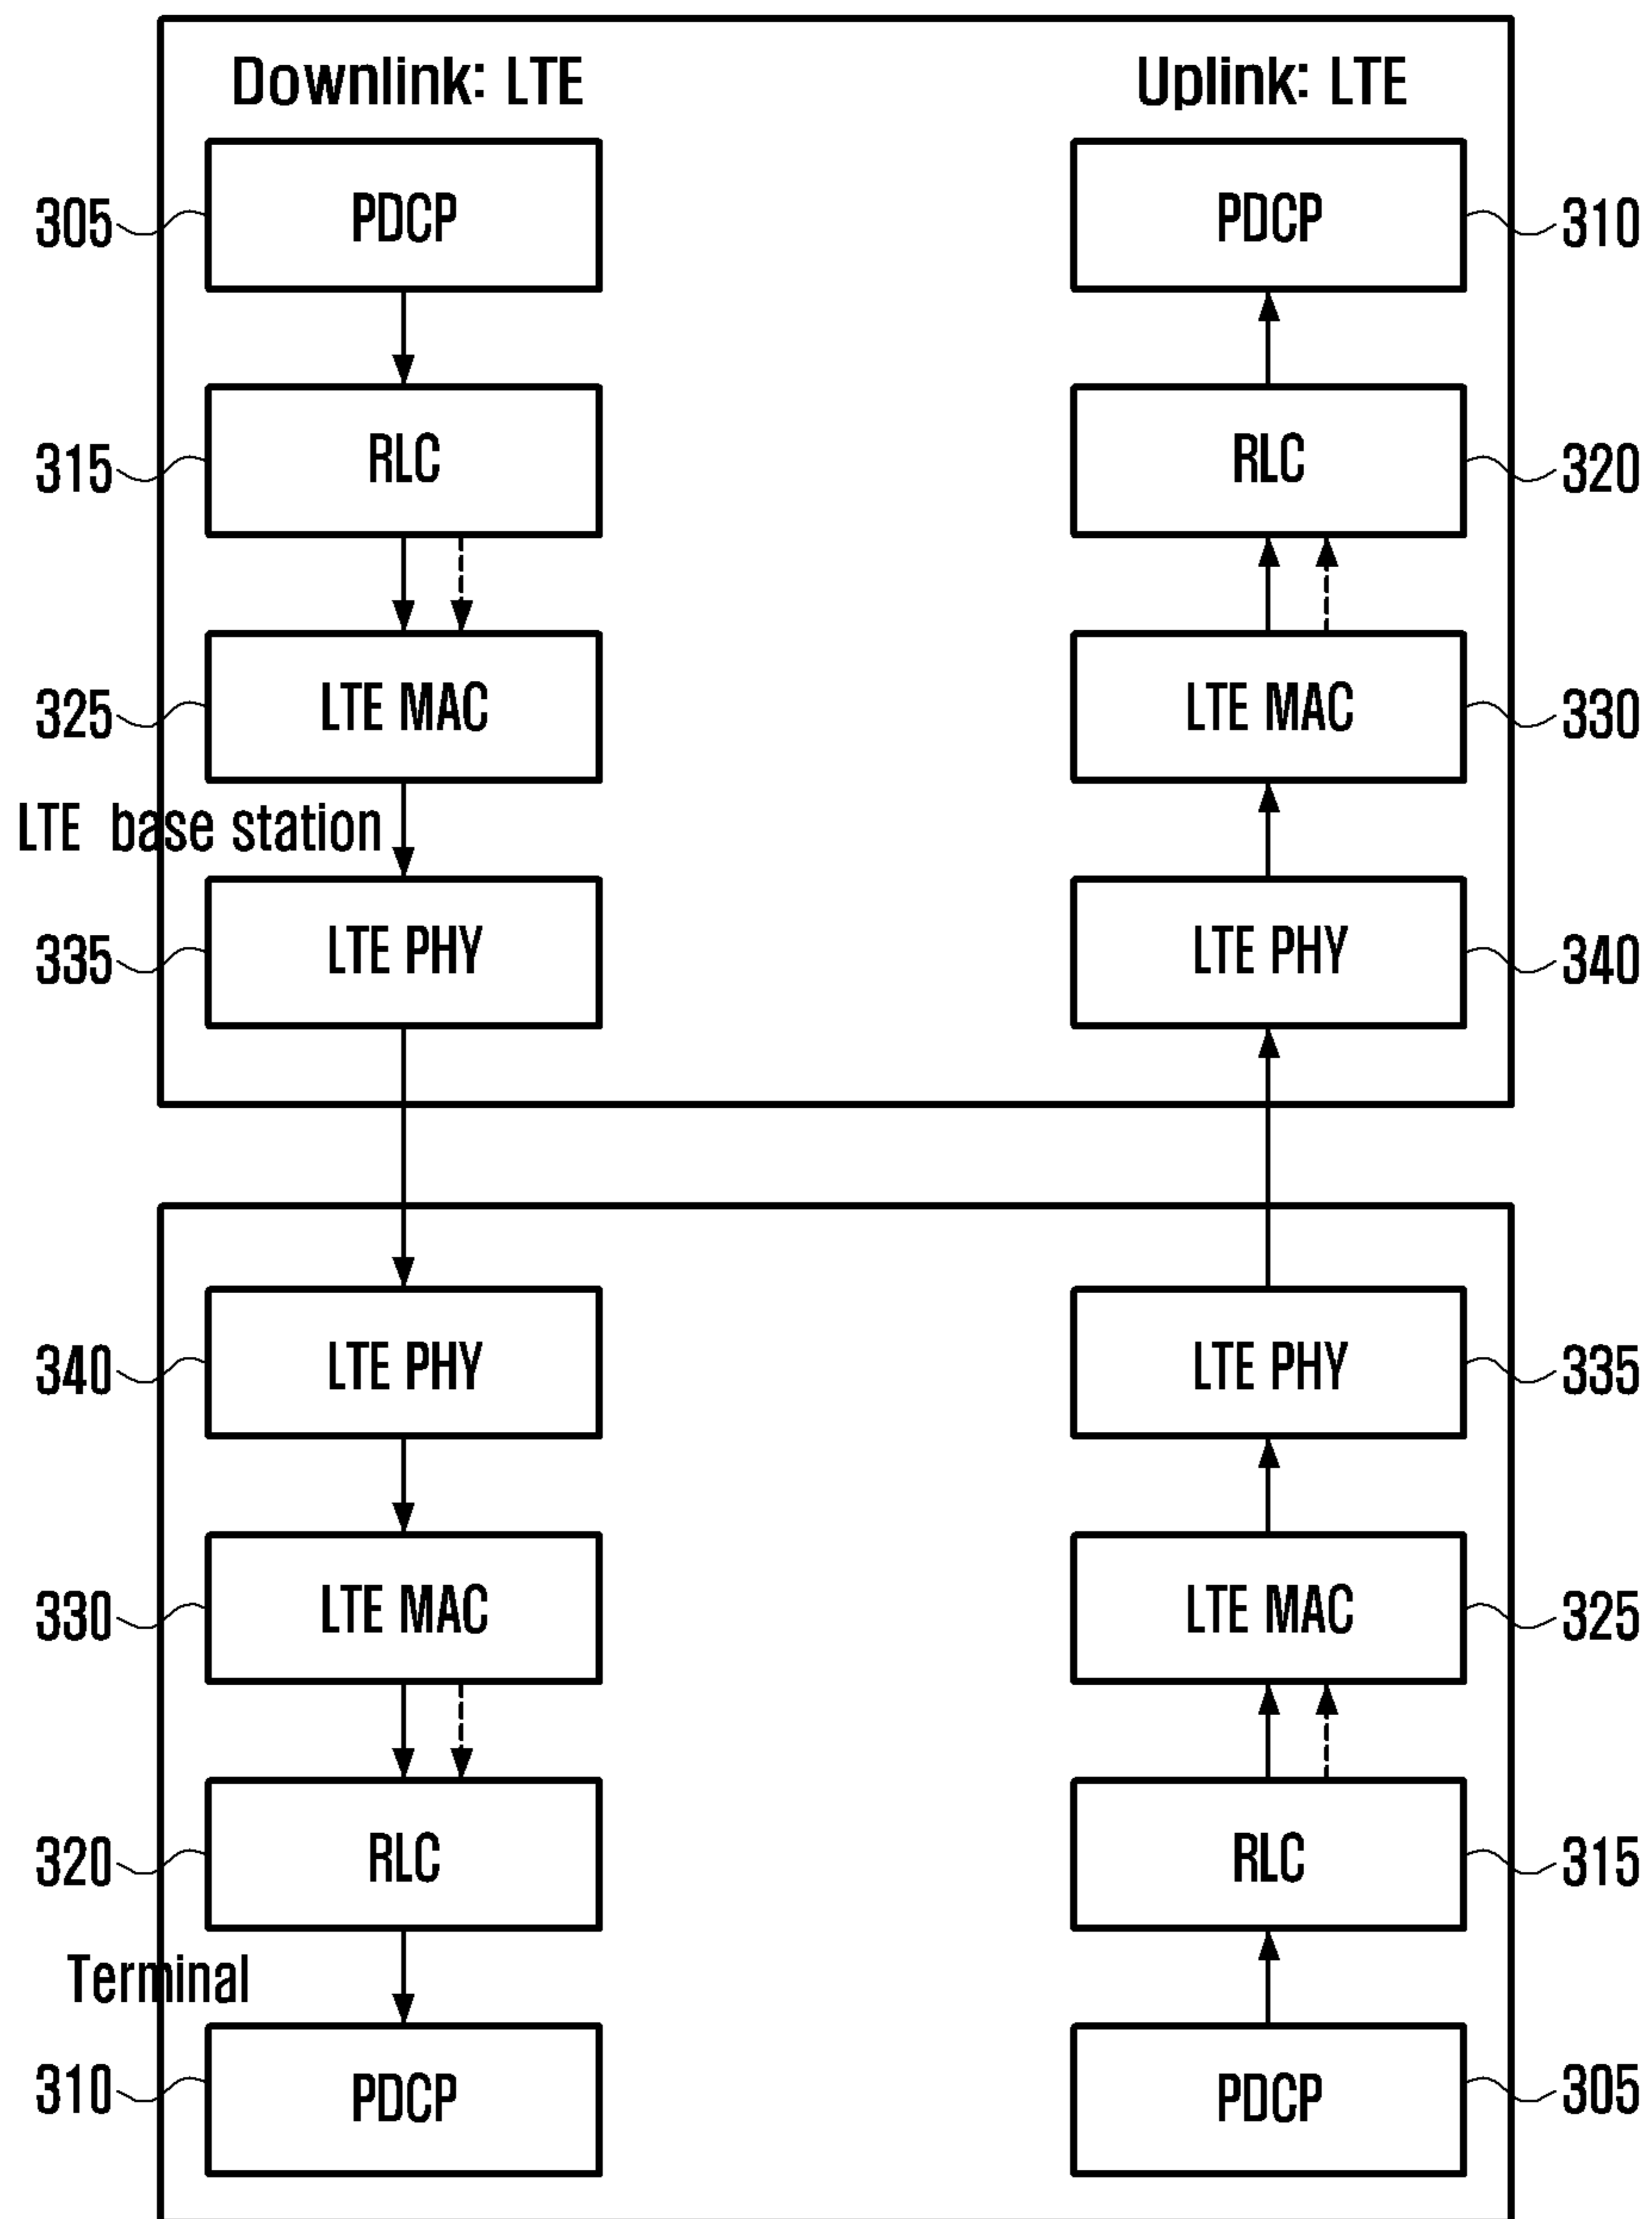 Downlink: LTE
Uplink: LTE
305
PDCP
PDCP
310
315
RLC
RLC
320
325
LTE MAC
LTE MAC
330
LTE base station
335
LTE PHY
LTE PHY
340
340
LTE PHY
LTE PHY
335
330
LTE MAC
LTE MAC
325
320
RLC
RLC
315
Terminal
310
PDCP
PDCP
305